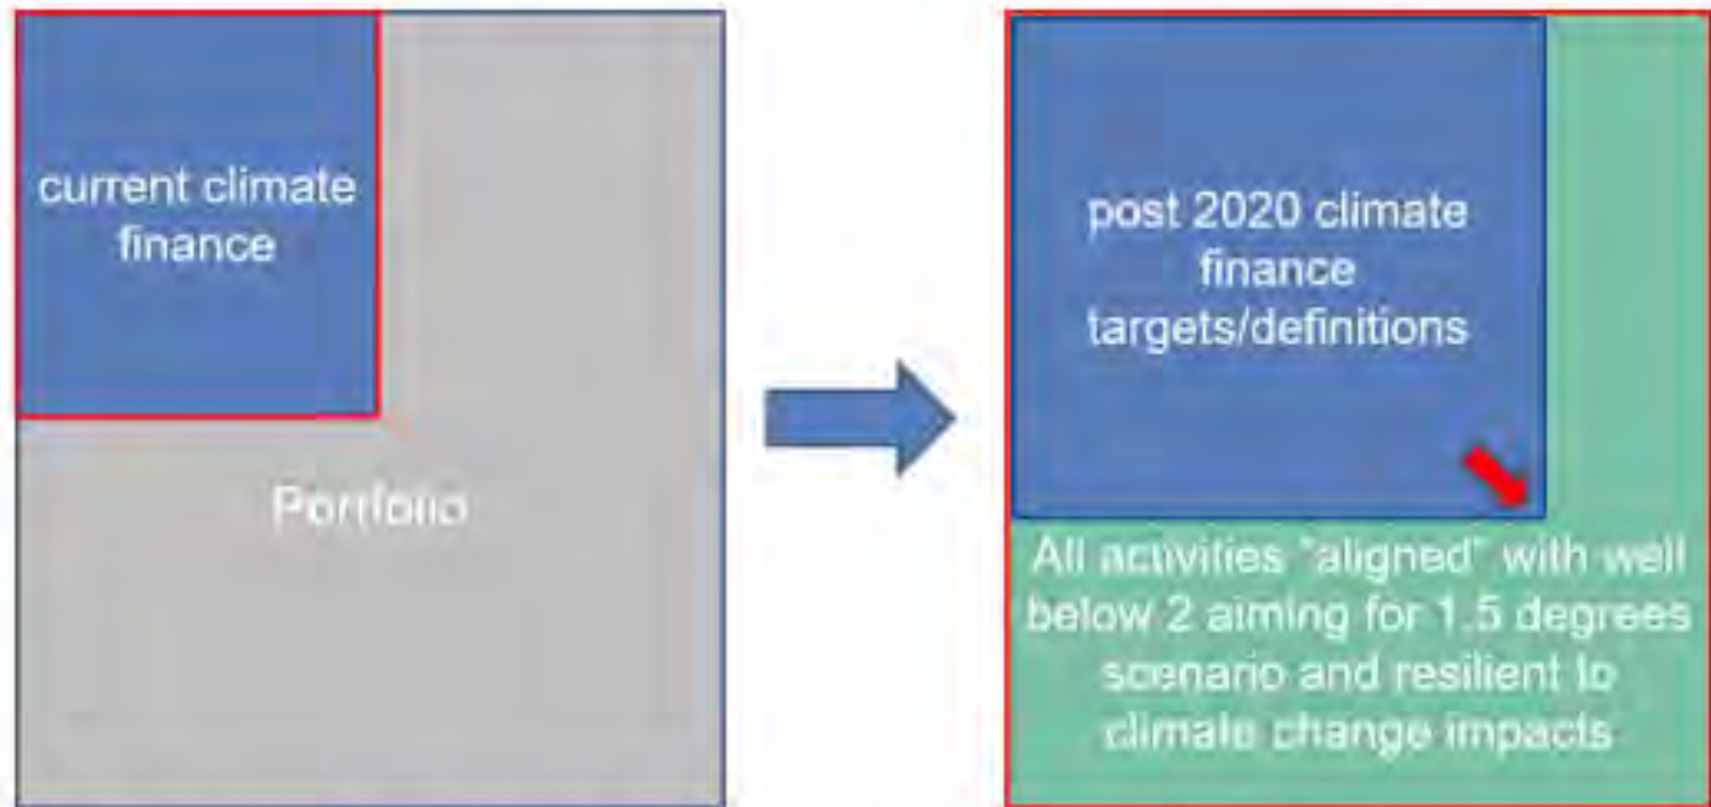 current climate
finance
Portfolio
post 2020 climate
finance
targets/definitions
All activities "aligned" with well
below 2 aiming for 1.5 degrees
scenario and resilient to
climate change impacts